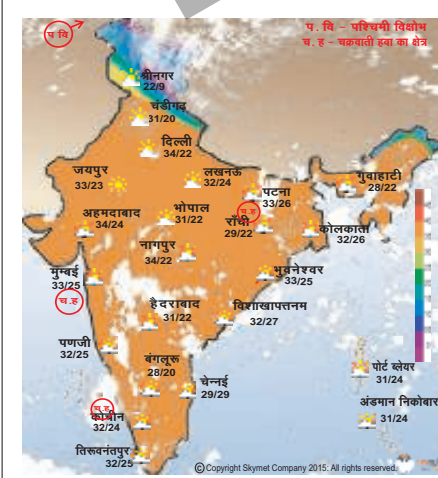 प. वि
प. वि – पश्चिमी विक्षोभ
च. ह – चक्रवाती हवा का क्षेत्र
श्रीनगर
22/9
चंडीगढ़
31/20
दिल्ली
34/22
जयपुर
33/23
लखनऊ
32/24
पटना
33/26
गुवाहाटी
28/22
अहमदाबाद
34/24
भोपाल
31/22
च.ह
राँची
29/22
कोलकाता
32/26
नागपुर
34/22
मुम्बई
33/25
भुवनेश्वर
33/25
च.ह
हैदराबाद
31/22
विशाखापत्तनम
32/27
पणजी
32/25
बंगलूरू
28/20
चेन्नई
29/29
पोर्ट ब्लेयर
31/24
च.ह
कोचीन
32/24
अंडमान निकोबार
31/24
तिरूवनंतपुर
32/25
© Copyright Skymet Company 2015: All rights reserved.